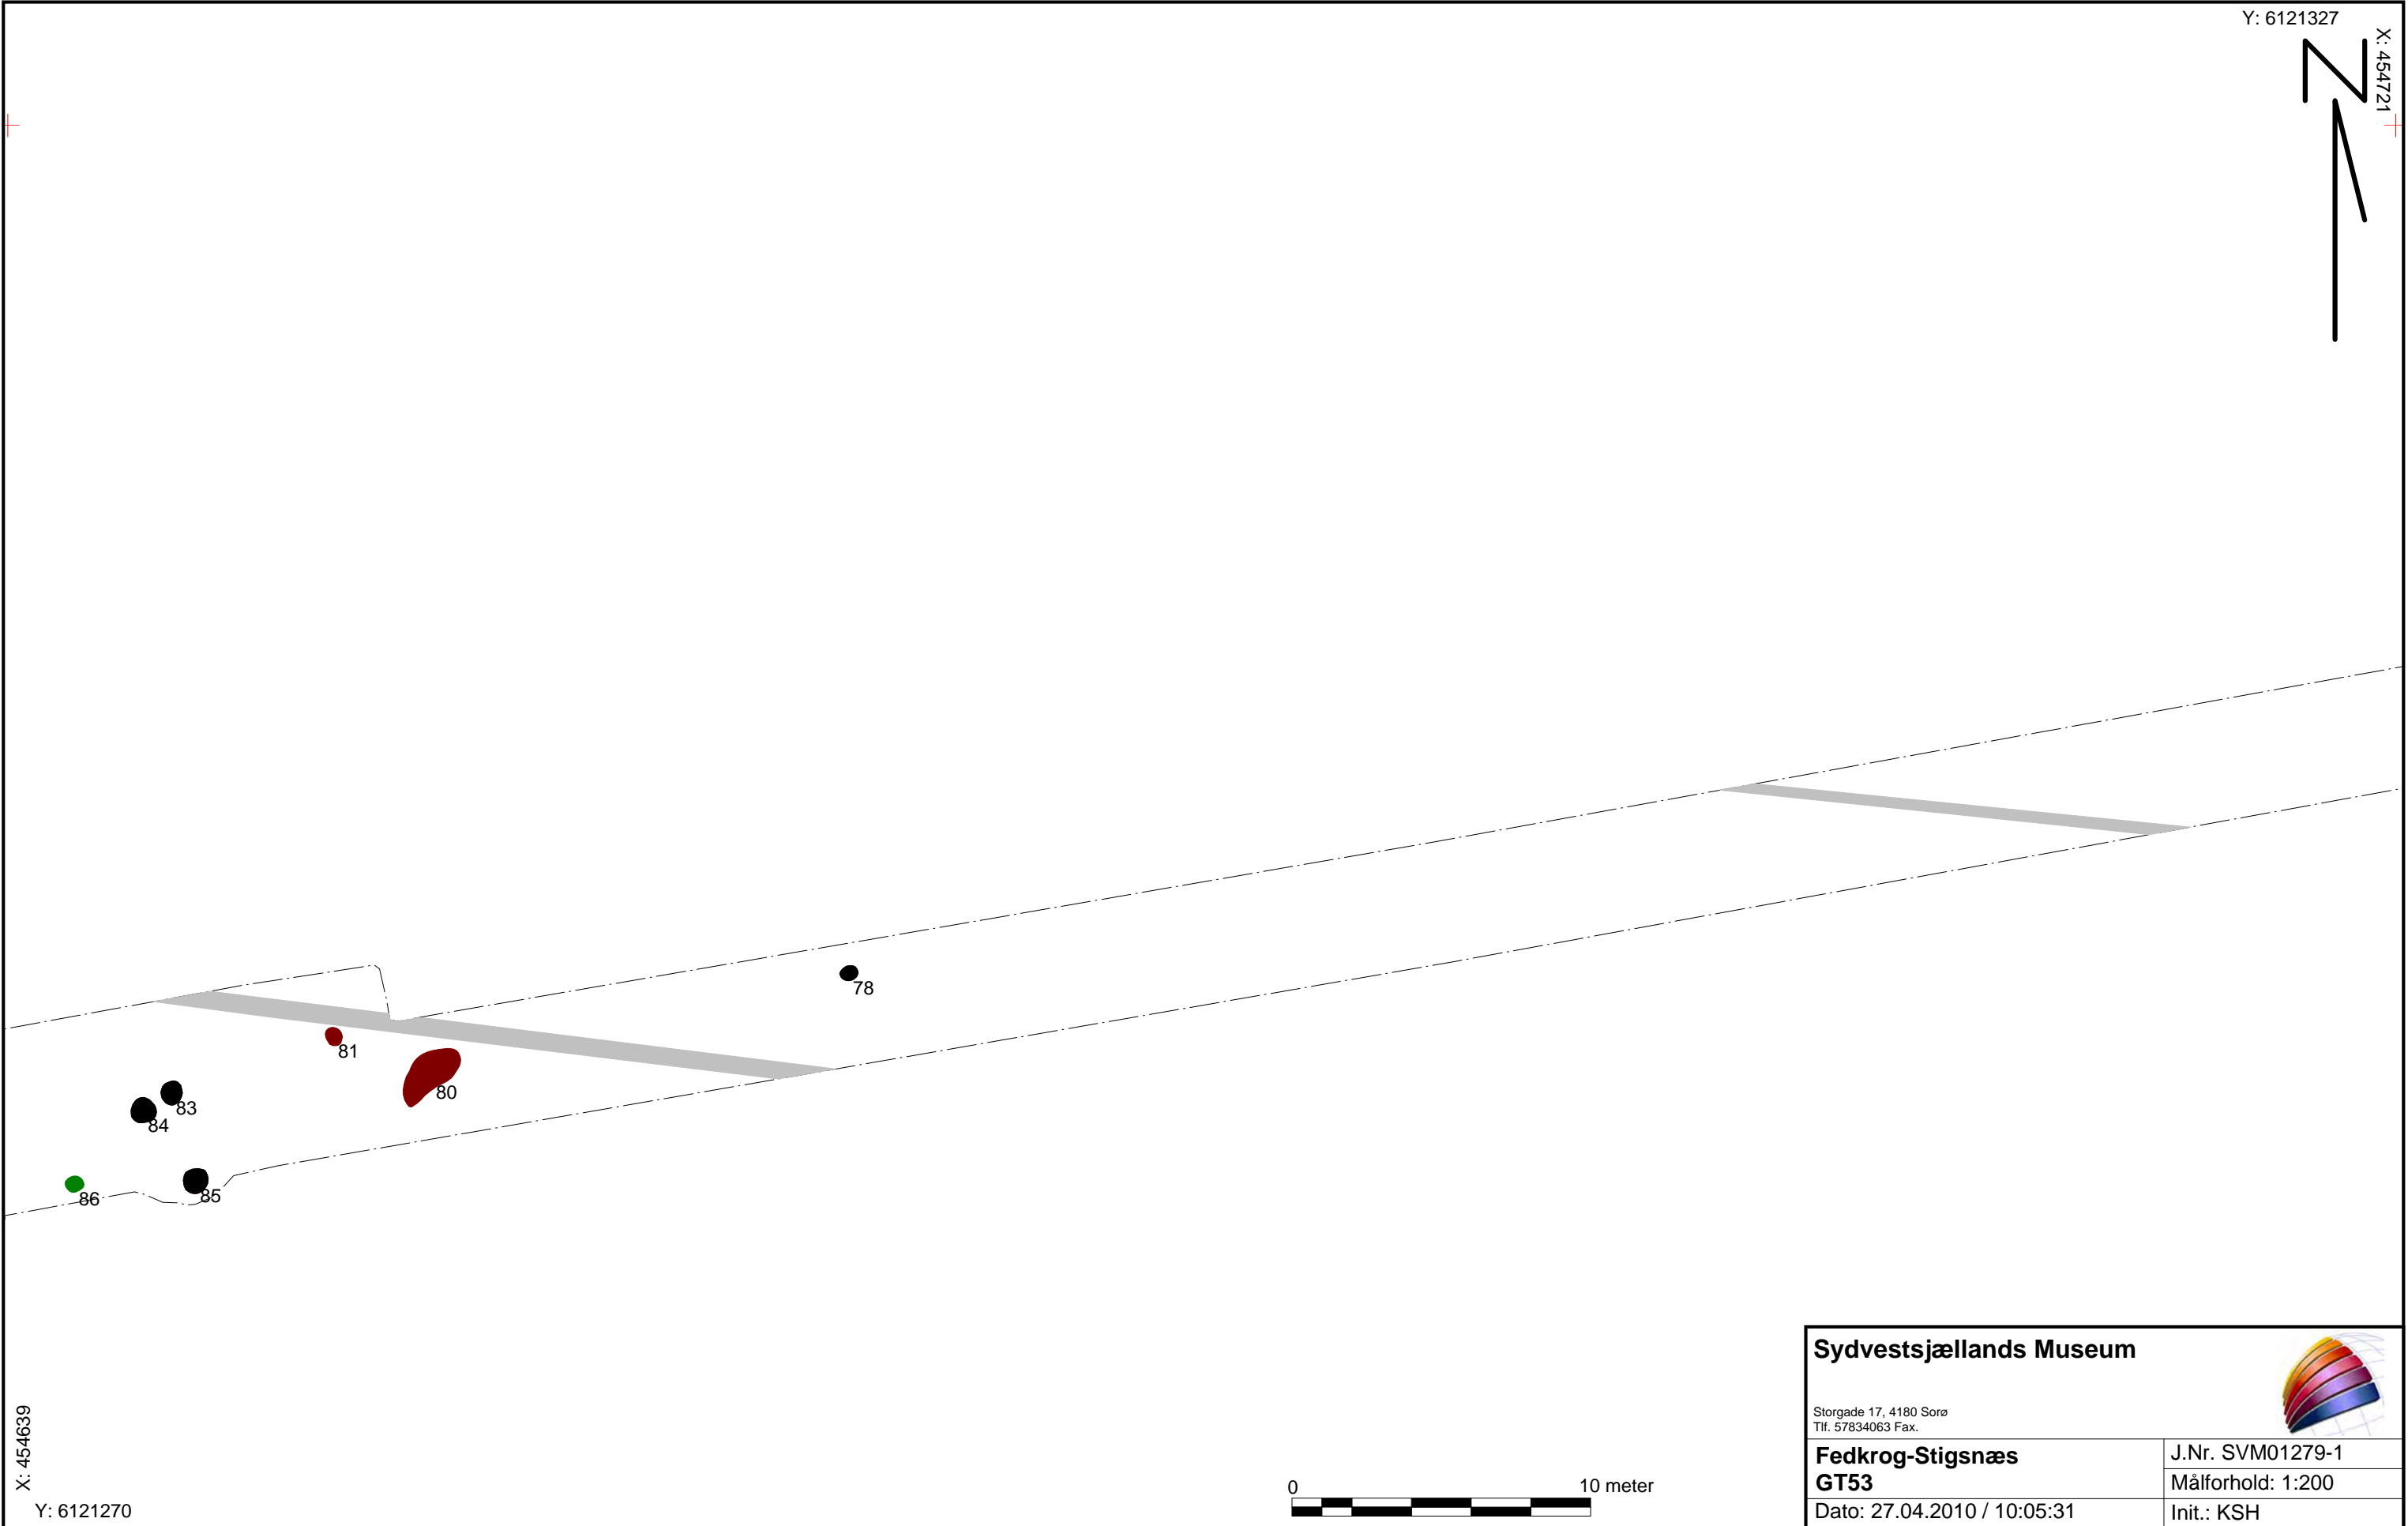 Y: 6121327
X: 454721
N
78
81
80
83
84
86
85
X: 454639
Y: 6121270
0 10 meter
Sydvestsjællands Museum
Storgade 17, 4180 Sorø
Tlf. 57834063 Fax.
Fedkrog-Stigsnæs
GT53
J.Nr. SVM01279-1
Målforhold: 1:200
Dato: 27.04.2010 / 10:05:31
Init.: KSH